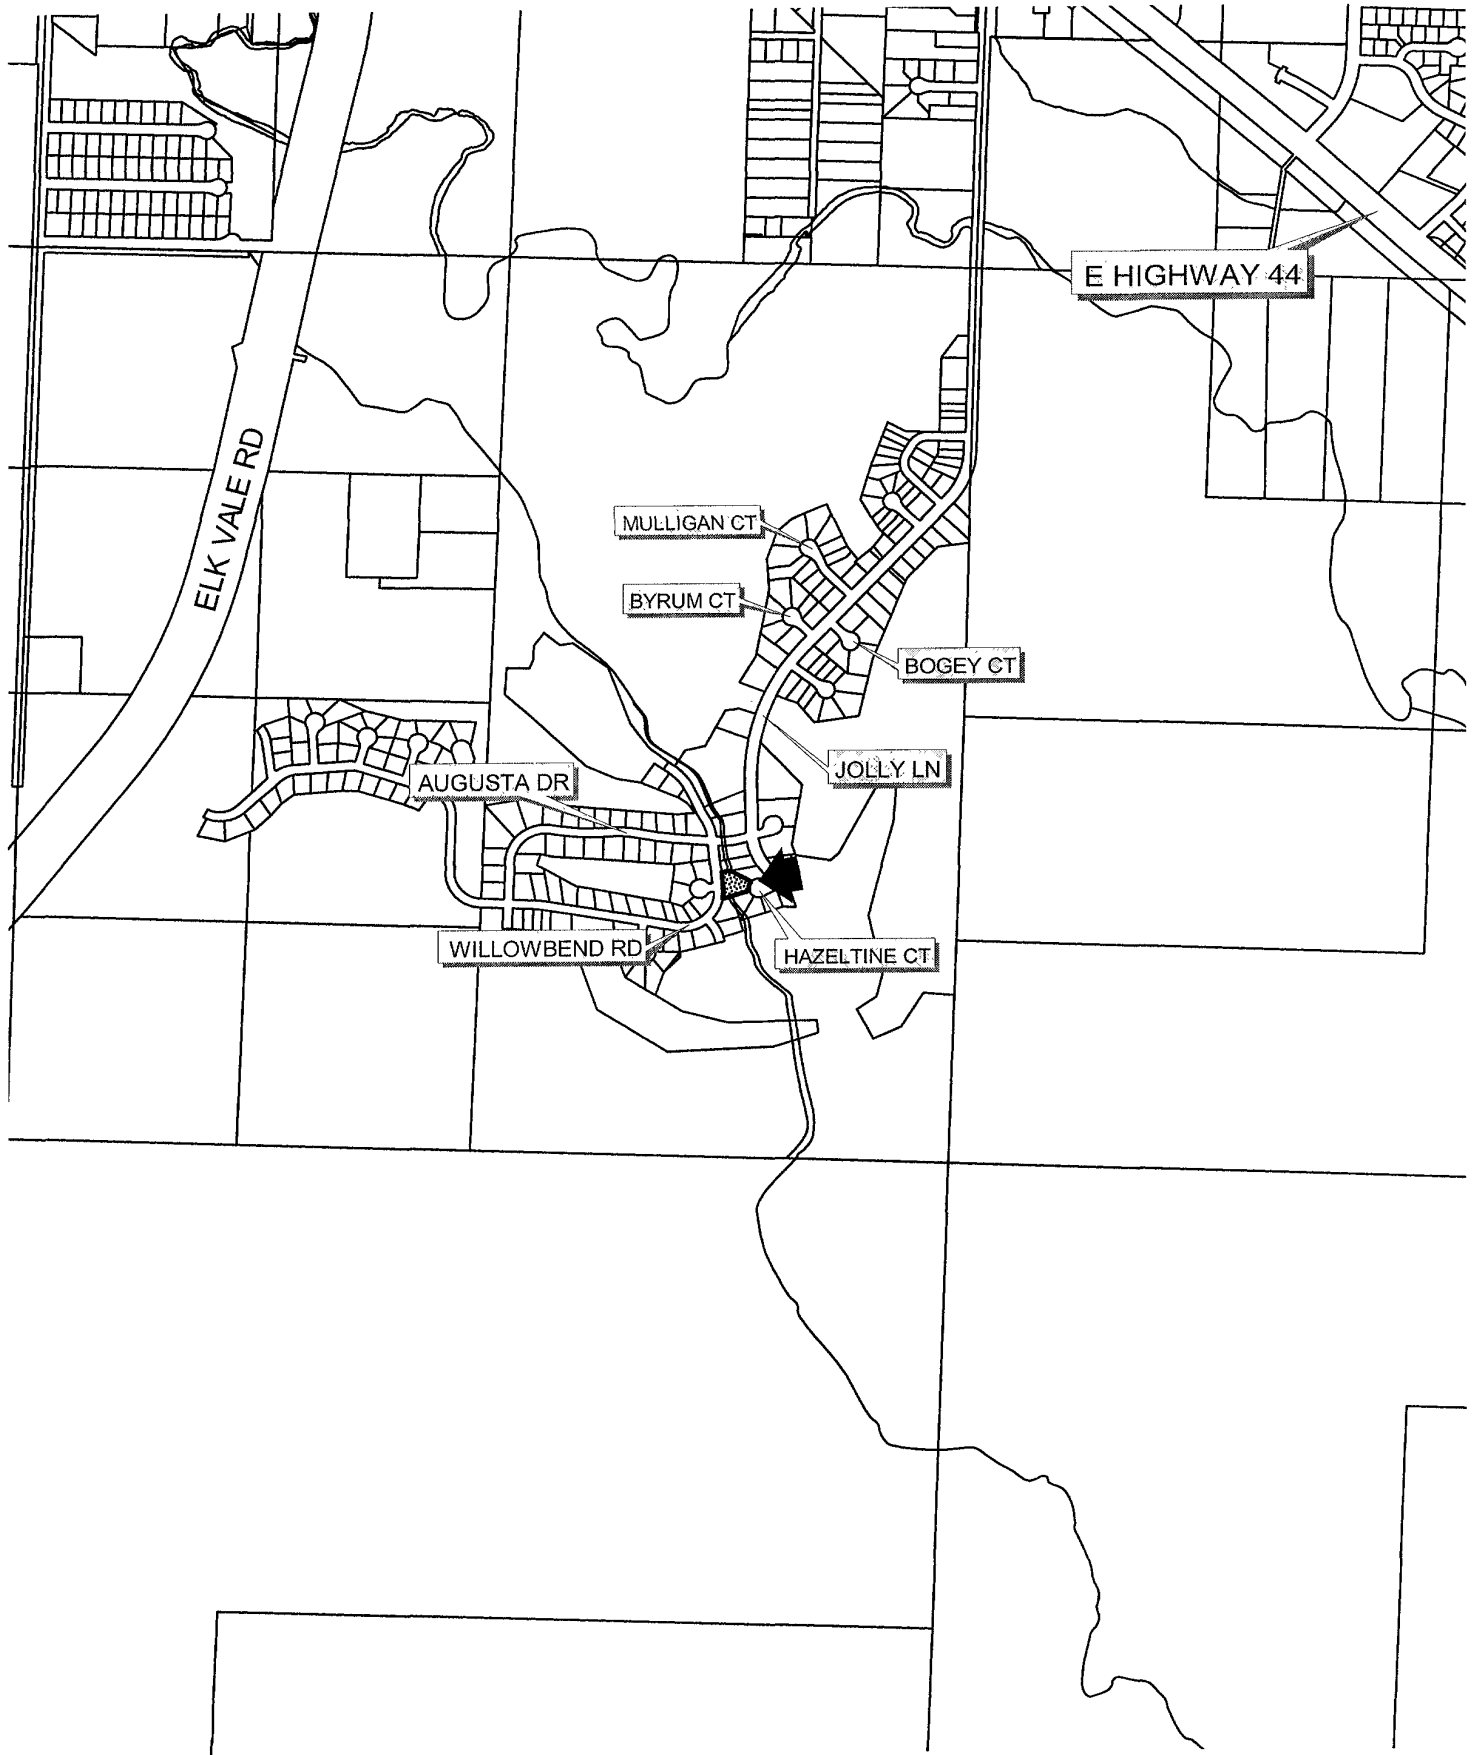 E HIGHWAY 44
ELK VALE RD
MULLIGAN CT
BYRUM CT
BOGEY CT
JOLLY LN
AUGUSTA DR
WILLOWBEND RD
HAZELTINE CT